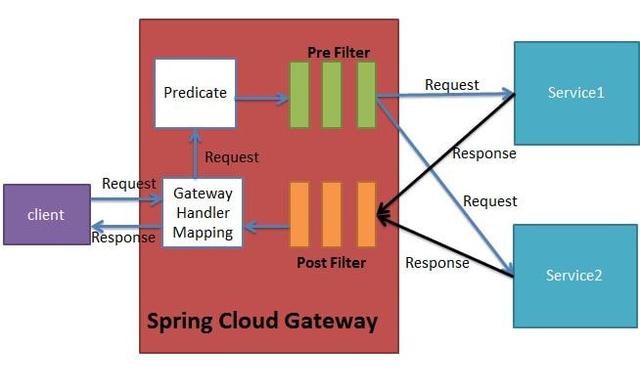 Pre Filter
Predicate
Request
Service1
Request
Response
Request
Gateway
Handler
Mapping
client
Request
Response
Response
Post Filter
Service2
Spring Cloud Gateway